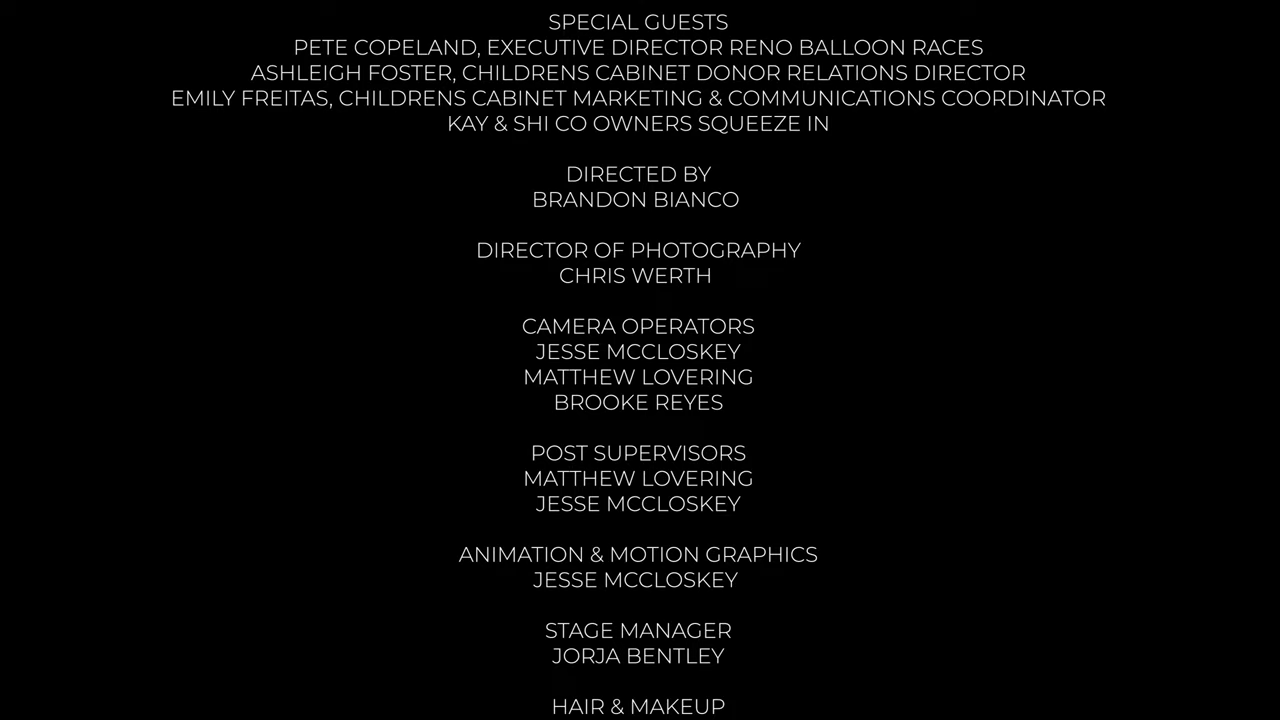 SPECIAL GUESTS
PETE COPELAND, EXECUTIVE DIRECTOR RENO BALLOON RACES
ASHLEIGH FOSTER, CHILDRENS CABINET DONOR RELATIONS DIRECTOR
EMILY FREITAS, CHILDRENS CABINET MARKETING & COMMUNICATIONS COORDINATOR
KAY & SHI CO OWNERS SQUEEZE IN
DIRECTED BY
BRANDON BIANCO
DIRECTOR OF PHOTOGRAPHY
CHRIS WERTH
CAMERA OPERATORS
JESSE MCCLOSKEY
MATTHEW LOVERING
BROOKE REYES
POST SUPERVISORS
MATTHEW LOVERING
JESSE MCCLOSKEY
ANIMATION & MOTION GRAPHICS
JESSE MCCLOSKEY
STAGE MANAGER
JORJA BENTLEY
HAIR & MAKEUP